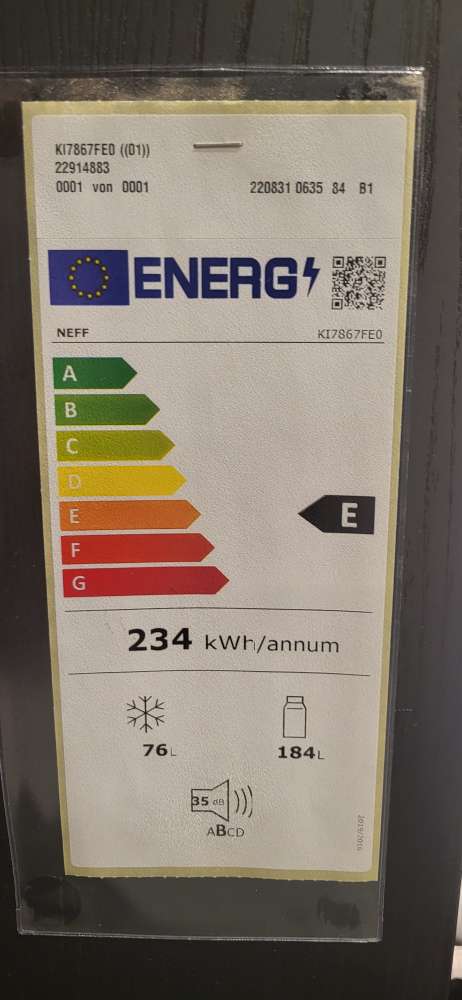 KI7867FE0 ((01))
22914883
0001 von 0001 220831 0635 84 B1
ENERG
NEFF KI7867FE0
A
B
C
D
E E
F
G
234 kWh/annum
76L 184L
35 dB
ABCD
2019/2016